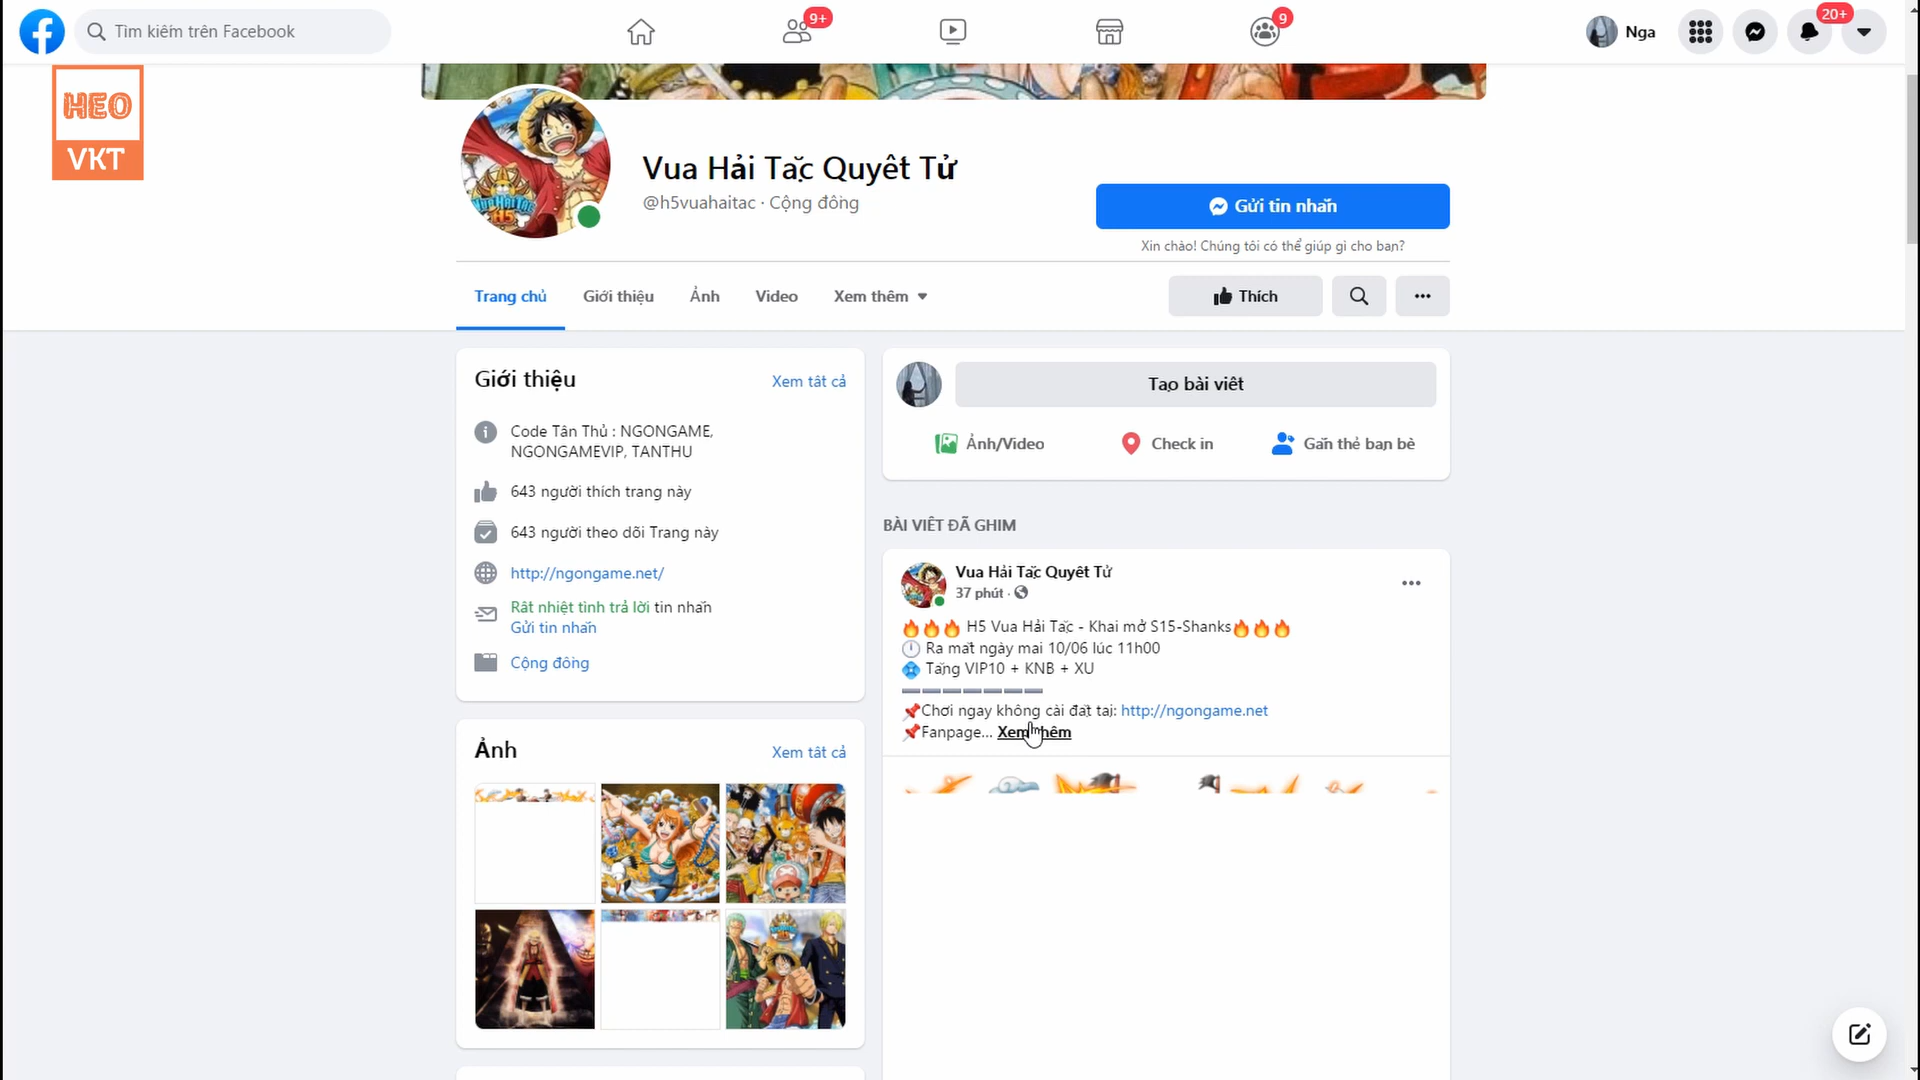 Tìm kiếm trên Facebook
9+
9
Nga
20+
HEO
VKT
VUA HẢI TẶC
H5
Vua Hải Tặc Quyết Tử
@h5vuahaitac · Cộng đồng
Gửi tin nhắn
Xin chào! Chúng tôi có thể giúp gì cho bạn?
Trang chủ
Giới thiệu
Ảnh
Video
Xem thêm
Thích
Giới thiệu
Xem tất cả
Code Tân Thủ : NGONGAME,
NGONGAMEVIP, TANTHU
643 người thích trang này
643 người theo dõi Trang này
http://ngongame.net/
Rất nhiệt tình trả lời tin nhắn
Gửi tin nhắn
Cộng đồng
Ảnh
Xem tất cả
Tạo bài viết
Ảnh/Video
Check in
Gắn thẻ bạn bè
BÀI VIẾT ĐÃ GHIM
Vua Hải Tặc Quyết Tử
37 phút ·
🔥🔥🔥 H5 Vua Hải Tặc - Khai mở S15-Shanks🔥🔥🔥
🕛 Ra mắt ngày mai 10/06 lúc 11h00
💠 Tặng VIP10 + KNB + XU
➖➖➖➖➖➖➖
📌Chơi ngay không cài đặt tại: http://ngongame.net
📌Fanpage... Xem thêm